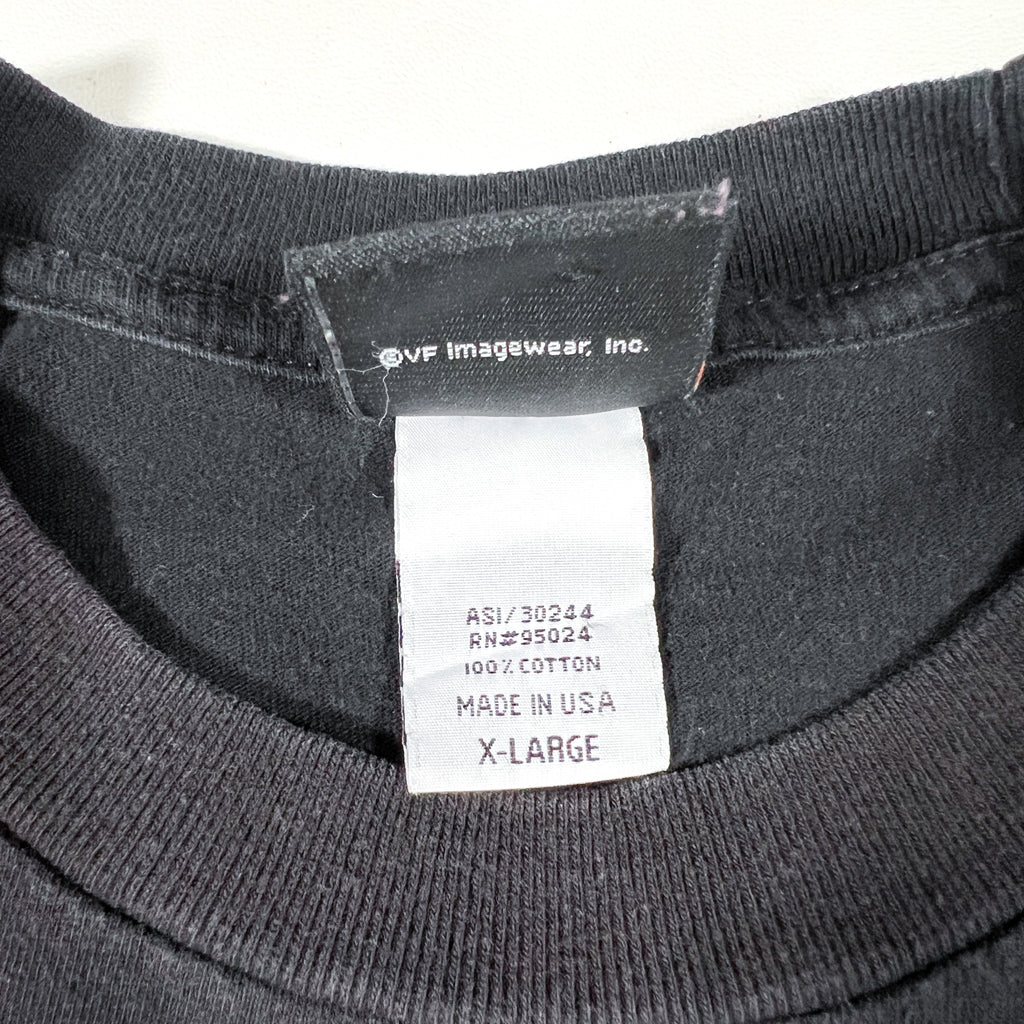 ©VF Imagewear, Inc.
ASI/30244
RN#95024
100% COTTON
MADE IN USA
X-LARGE